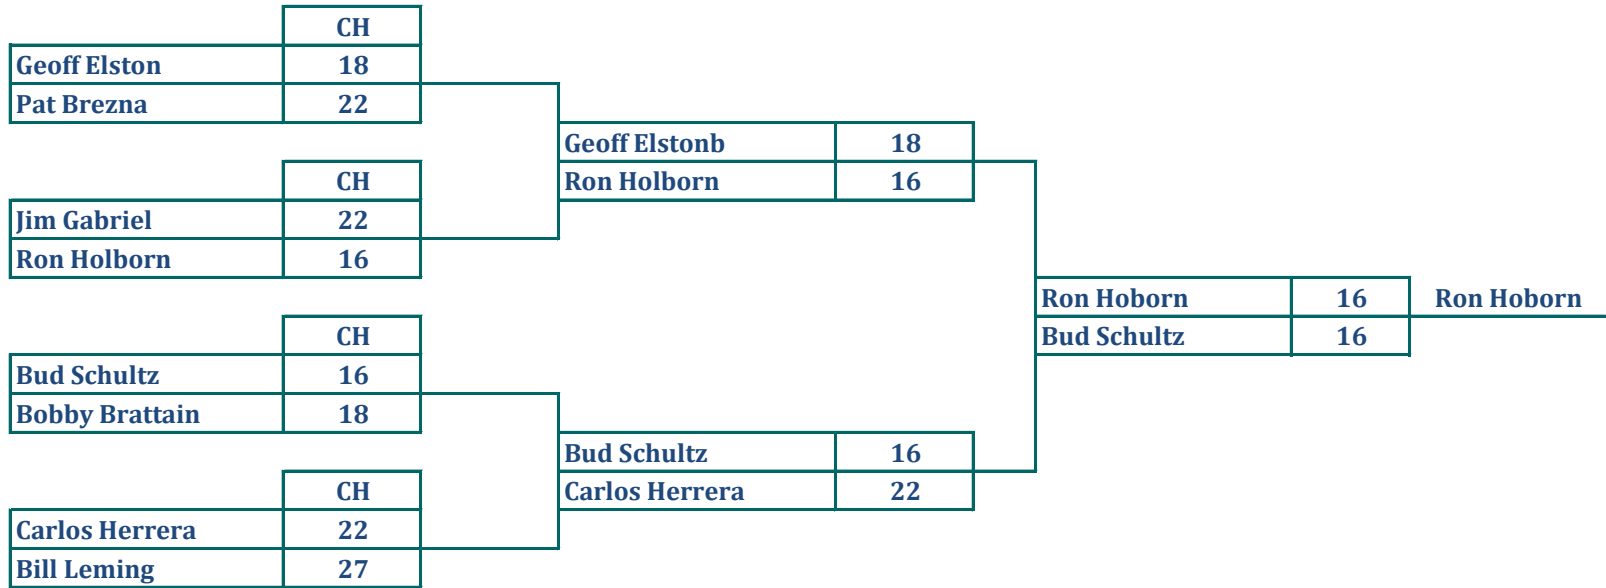 CH
Geoff Elston 18
Pat Brezna 22
CH
Jim Gabriel 22
Ron Holborn 16
CH
Bud Schultz 16
Bobby Brattain 18
CH
Carlos Herrera 22
Bill Leming 27
Geoff Elstonb 18
Ron Holborn 16
Bud Schultz 16
Carlos Herrera 22
Ron Hoborn 16
Bud Schultz 16
Ron Hoborn